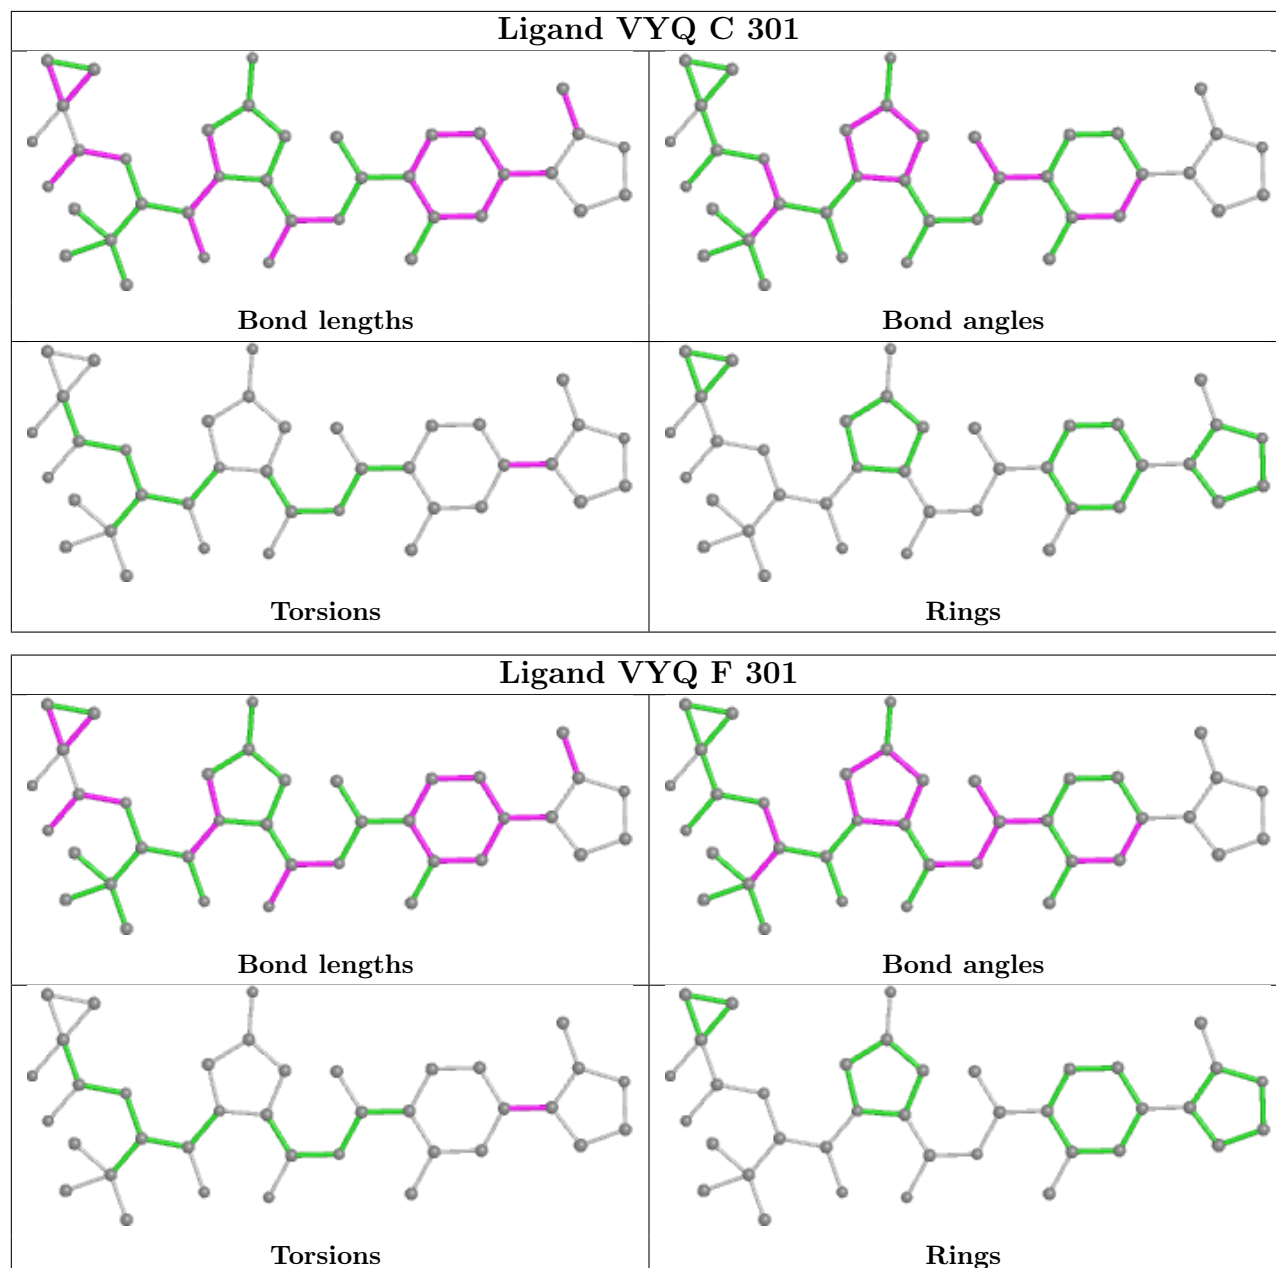 Ligand VYQ C 301
Bond lengths
Bond angles
Torsions
Rings
Ligand VYQ F 301
Bond lengths
Bond angles
Torsions
Rings